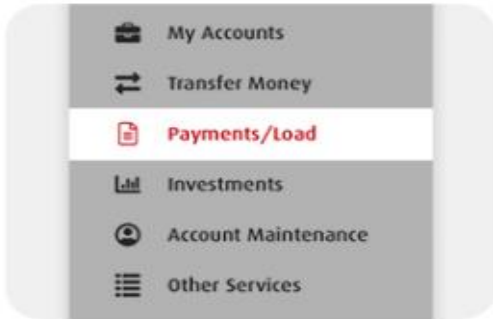 My Accounts
Transfer Money
Payments/Load
Investments
Account Maintenance
Other Services